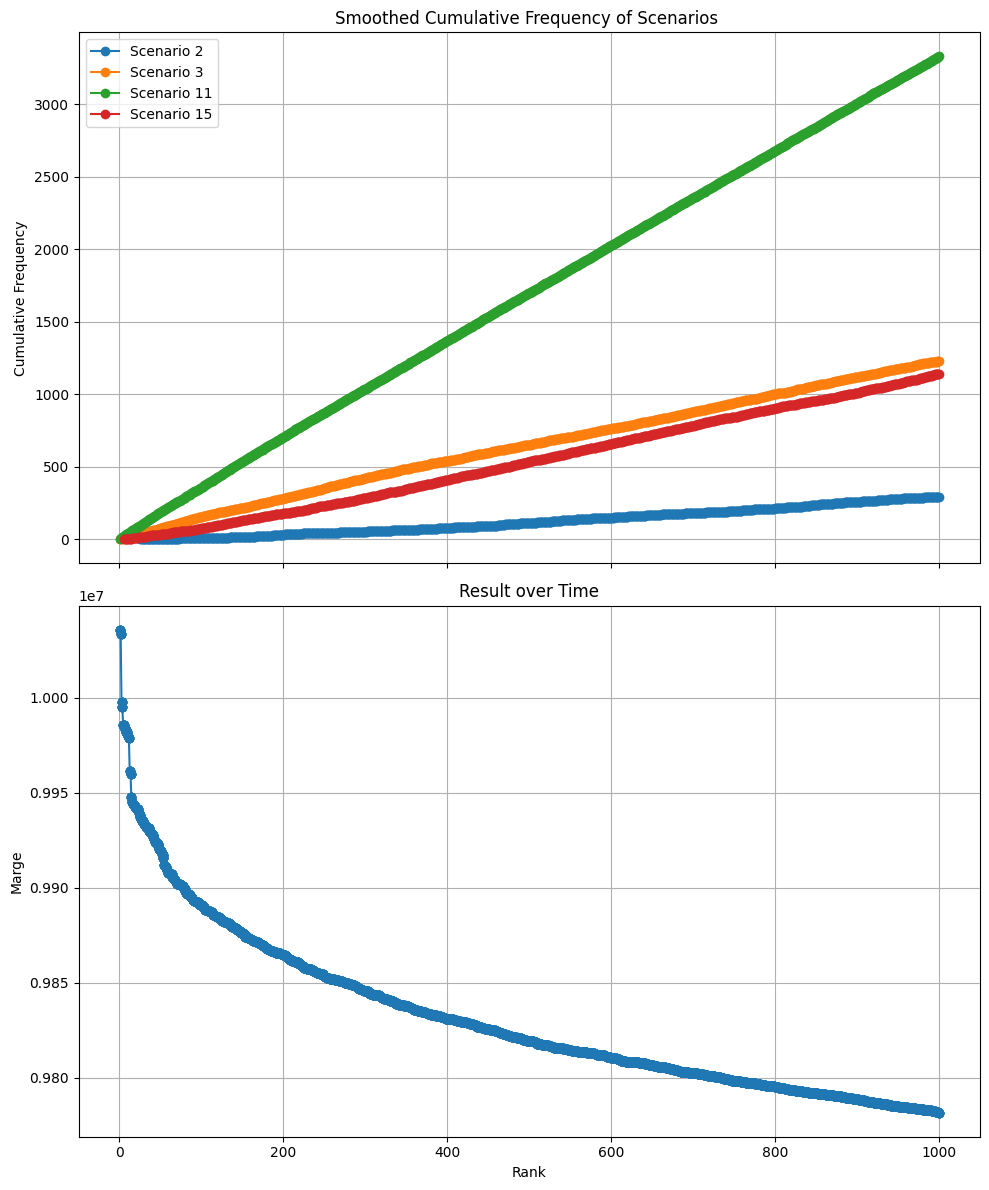 Smoothed Cumulative Frequency of Scenarios
Scenario 2
Scenario 3
Scenario 11
Scenario 15
3000
2500
2000
1500
1000
500
0
Cumulative Frequency
Result over Time
1e7
1.000
0.995
0.990
0.985
0.980
Marge
0 200 400 600 800 1000
Rank